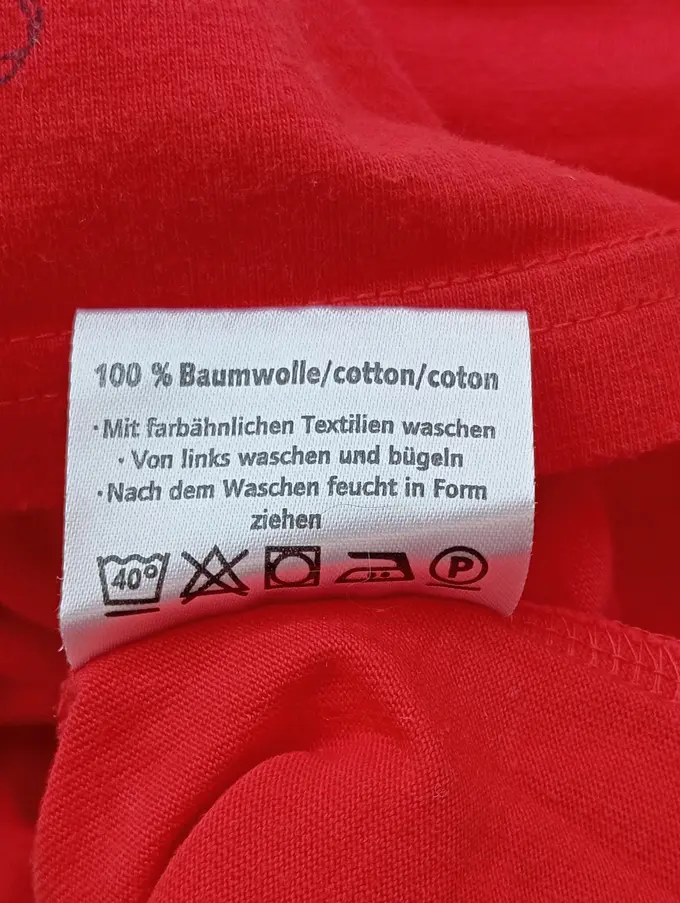 100 % Baumwolle/cotton/coton
·Mit farbähnlichen Textilien waschen
· Von links waschen und bügeln
·Nach dem Waschen feucht in Form
ziehen
40° P